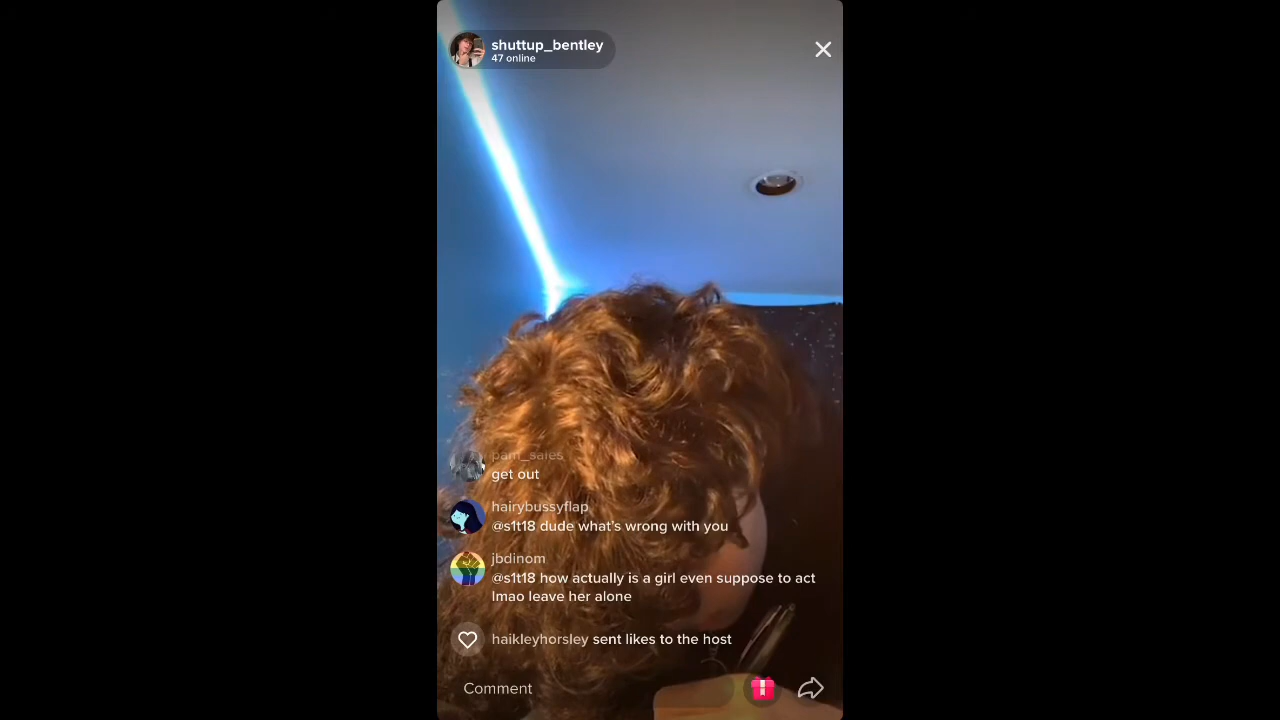 shuttup_bentley
47 online
pam_sales
get out
hairybussyflap
@s1t18 dude what's wrong with you
jbdinom
@s1t18 how actually is a girl even suppose to act
lmao leave her alone
haikleyhorsley sent likes to the host
Comment